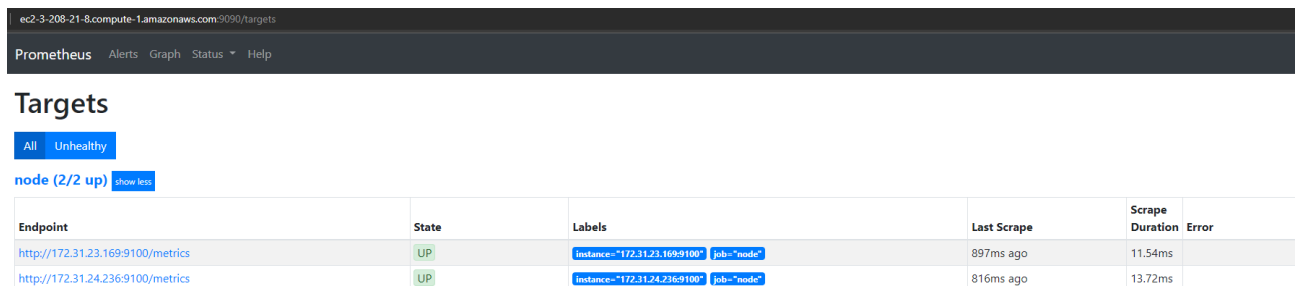 ec2-3-208-21-8.compute-1.amazonaws.com:9090/targets
Prometheus Alerts Graph Status Help
Targets
All Unhealthy
node (2/2 up) show less
Endpoint State Labels Last Scrape Scrape Duration Error
http://172.31.23.169:9100/metrics UP instance="172.31.23.169:9100" job="node" 897ms ago 11.54ms
http://172.31.24.236:9100/metrics UP instance="172.31.24.236:9100" job="node" 816ms ago 13.72ms